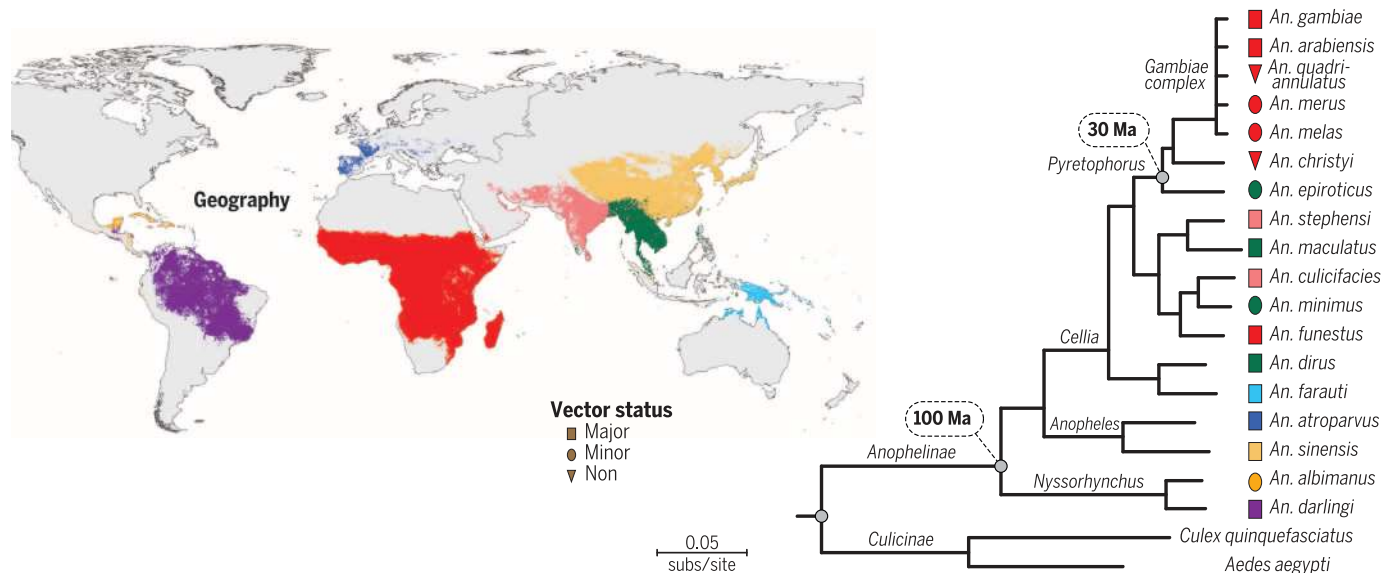 Geography
Vector status
Major
Minor
Non
0.05
subs/site
An. gambiae
An. arabiensis
An. quadri-
annulatus
An. merus
An. melas
An. christyi
An. epiroticus
An. stephensi
An. maculatus
An. culicifacies
An. minimus
An. funestus
An. dirus
An. farauti
An. atroparvus
An. sinensis
An. albimanus
An. darlingi
Culex quinquefasciatus
Aedes aegypti
Gambiae
complex
30 Ma
Pyretophorus
Cellia
100 Ma
Anopheles
Anophelinae
Nyssorhynchus
Culicinae